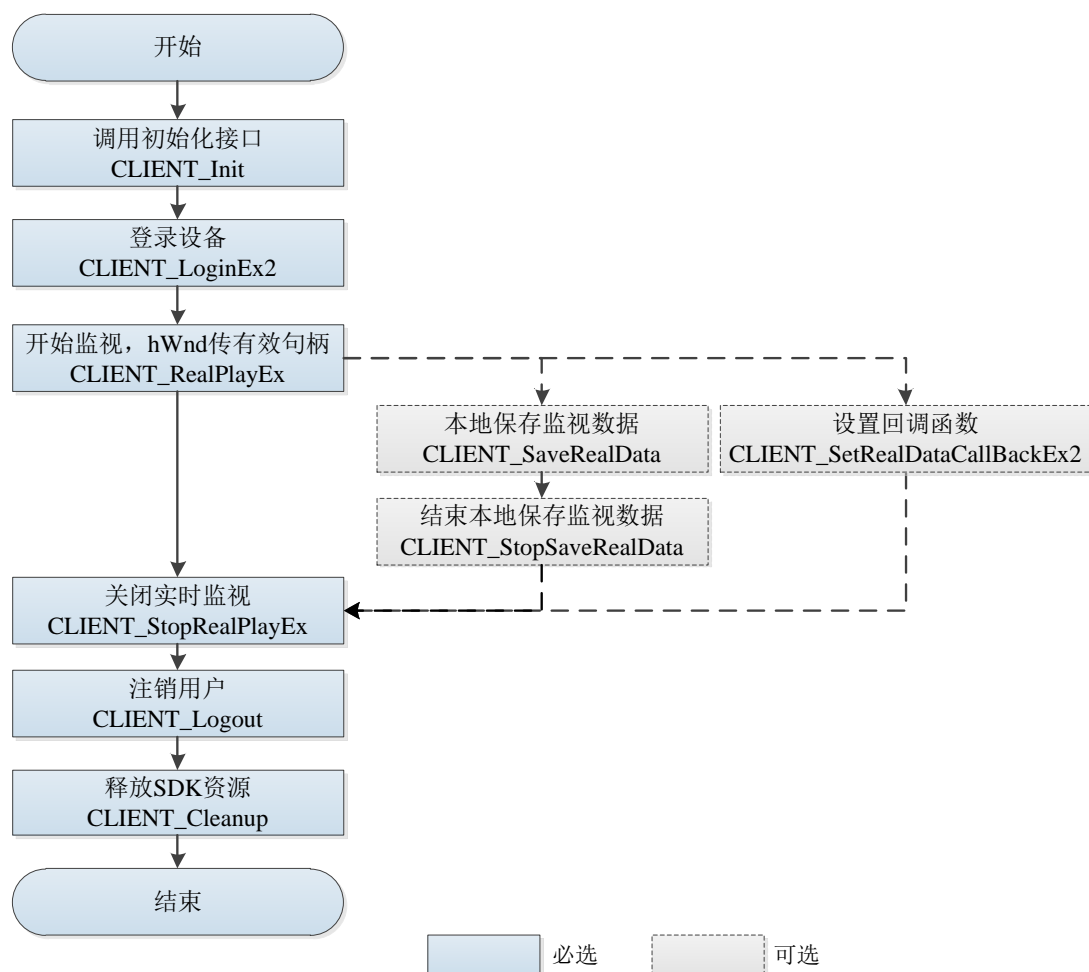 开始
调用初始化接口
CLIENT_Init
登录设备
CLIENT_LoginEx2
开始监视，hWnd传有效句柄
CLIENT_RealPlayEx
本地保存监视数据
CLIENT_SaveRealData
设置回调函数
CLIENT_SetRealDataCallBackEx2
结束本地保存监视数据
CLIENT_StopSaveRealData
关闭实时监视
CLIENT_StopRealPlayEx
注销用户
CLIENT_Logout
释放SDK资源
CLIENT_Cleanup
结束
必选
可选